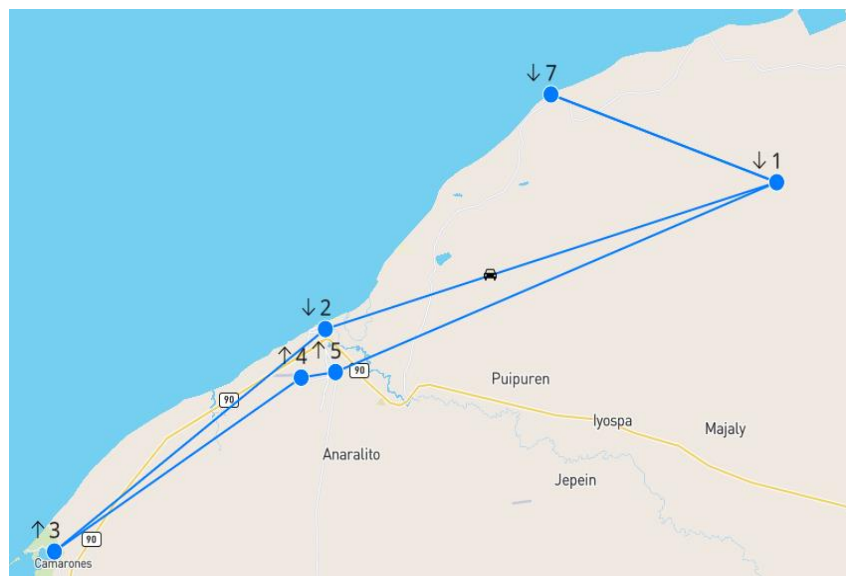 ↓ 7
↓ 1
↓ 2
↑ 4
↑ 5
90
90
Puipuren
Iyospa
Majaly
Anaralito
Jepein
↑ 3
90
Camarones